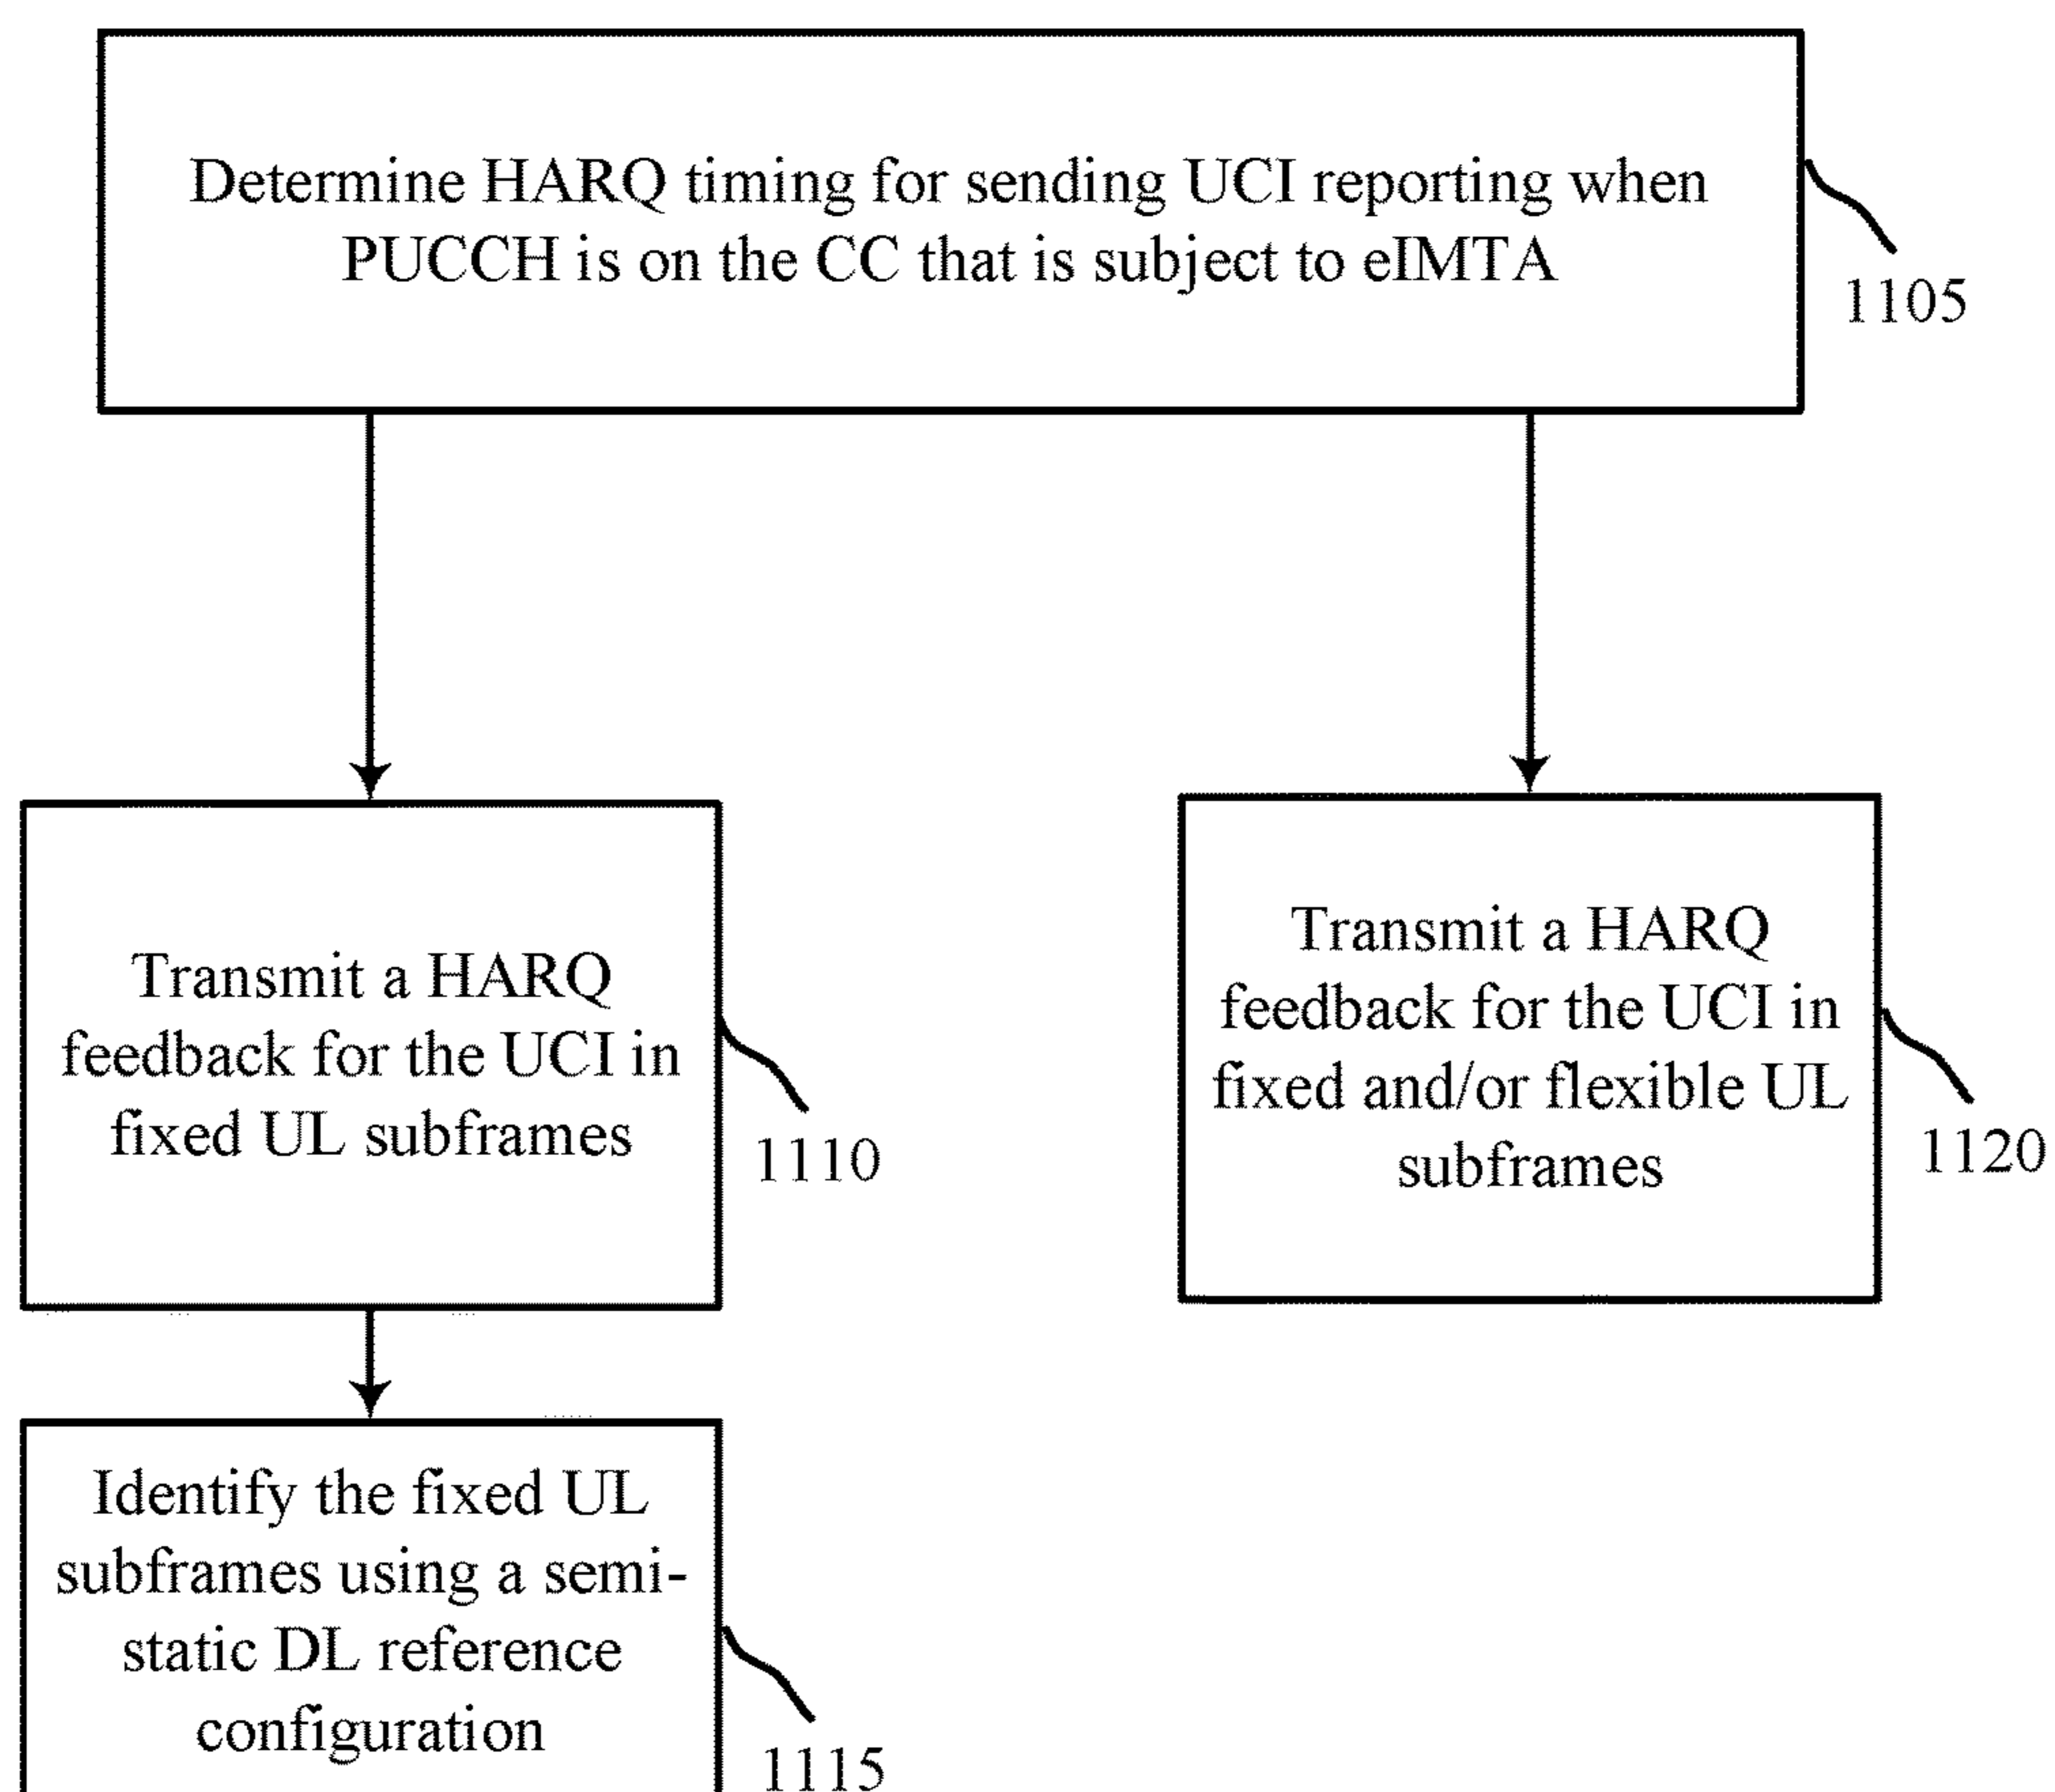 Determine HARQ timing for sending UCI reporting when
PUCCH is on the CC that is subject to eIMTA
1105
Transmit a HARQ
feedback for the UCI in
fixed UL subframes
1110
Transmit a HARQ
feedback for the UCI in
fixed and/or flexible UL
subframes
1120
Identify the fixed UL
subframes using a semi-
static DL reference
configuration
1115